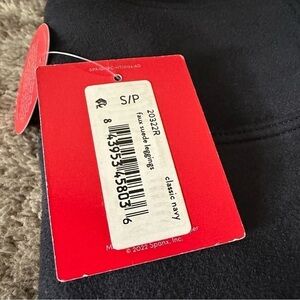 S/P
20322R
faux suede leggings
classic navy
8 43953 45803 6
© 2022 Spanx, Inc.